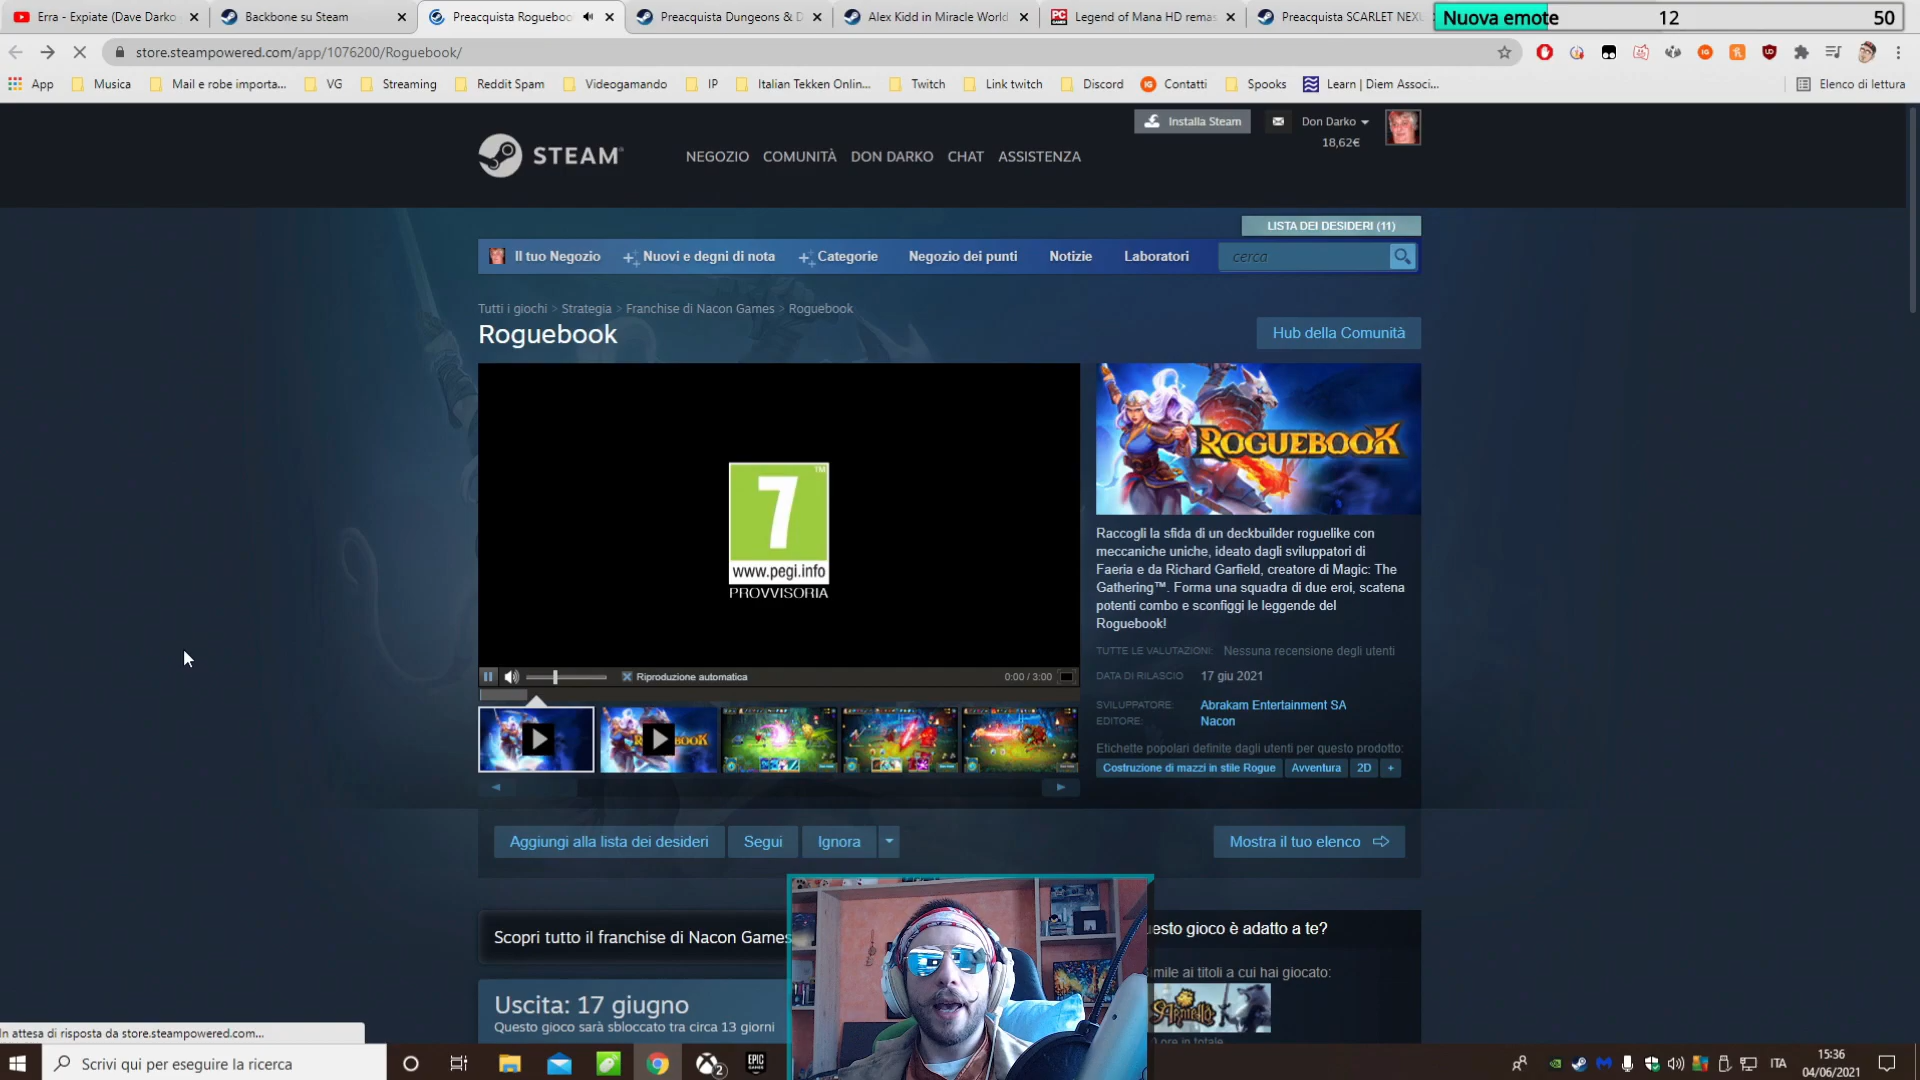 Erra - Expiate (Dave Darko
Backbone su Steam
Preacquista Rogueboo
Preacquista Dungeons & D
Alex Kidd in Miracle World
Legend of Mana HD remas
Preacquista SCARLET NEXU
Nuova emote 12 50
store.steampowered.com/app/1076200/Roguebook/
App
Musica
Mail e robe importa...
VG
Streaming
Reddit Spam
Videogamando
IP
Italian Tekken Onlin...
Twitch
Link twitch
Discord
Contatti
Spooks
Learn | Diem Associ...
Elenco di lettura
Installa Steam
Don Darko
18,62€
STEAM
NEGOZIO COMUNITÀ DON DARKO CHAT ASSISTENZA
LISTA DEI DESIDERI (11)
Il tuo Negozio
Nuovi e degni di nota
Categorie
Negozio dei punti
Notizie
Laboratori
cerca
Tutti i giochi > Strategia > Franchise di Nacon Games > Roguebook
Roguebook
Hub della Comunità
7
www.pegi.info
PROVVISORIA
ROGUEBOOK
Raccogli la sfida di un deckbuilder roguelike con
meccaniche uniche, ideato dagli sviluppatori di
Faeria e da Richard Garfield, creatore di Magic: The
Gathering™. Forma una squadra di due eroi, scatena
potenti combo e sconfiggi le leggende del
Roguebook!
TUTTE LE VALUTAZIONI: Nessuna recensione degli utenti
DATA DI RILASCIO 17 giu 2021
SVILUPPATORE: Abrakam Entertainment SA
EDITORE: Nacon
Etichette popolari definite dagli utenti per questo prodotto:
Costruzione di mazzi in stile Rogue Avventura 2D +
Riproduzione automatica
0:00 / 3:00
Aggiungi alla lista dei desideri
Segui
Ignora
Mostra il tuo elenco
Scopri tutto il franchise di Nacon Games
esto gioco è adatto a te?
imile ai titoli a cui hai giocato:
Armello
ore in totale
Uscita: 17 giugno
Questo gioco sarà sbloccato tra circa 13 giorni
In attesa di risposta da store.steampowered.com...
Scrivi qui per eseguire la ricerca
2
EPIC GAMES
ITA
15:36
04/06/2021